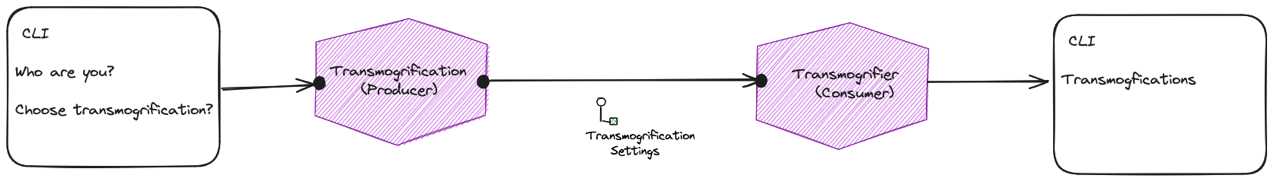 CLI
Who are you?
Choose transmogrification?
Transmogrification
(Producer)
Transmogrification
Settings
Transmogrifier
(Consumer)
CLI
Transmogfications